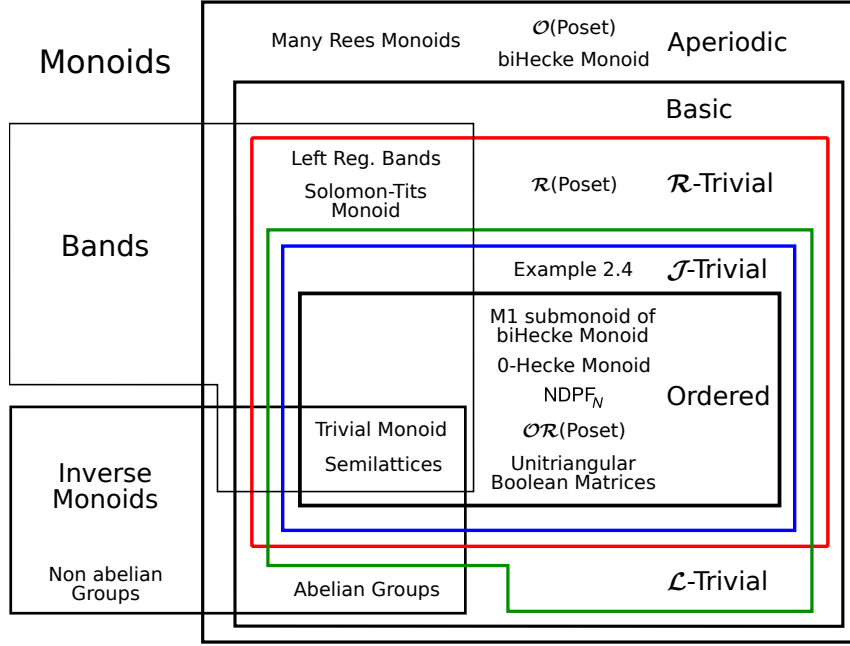 Many Rees Monoids
𝒪(Poset)
biHecke Monoid
Aperiodic
Monoids
Basic
Left Reg. Bands
Solomon-Tits
Monoid
ℛ(Poset)
ℛ-Trivial
Bands
Example 2.4
𝒥-Trivial
M1 submonoid of
biHecke Monoid
0-Hecke Monoid
NDPF_N
Ordered
Trivial Monoid
𝒪ℛ(Poset)
Semilattices
Unitriangular
Boolean Matrices
Inverse
Monoids
Non abelian
Groups
Abelian Groups
ℒ-Trivial